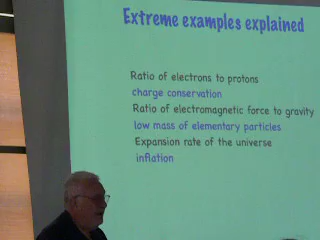 Extreme examples explained
Ratio of electrons to protons
charge conservation
Ratio of electromagnetic force to gravity
low mass of elementary particles
Expansion rate of the universe
inflation